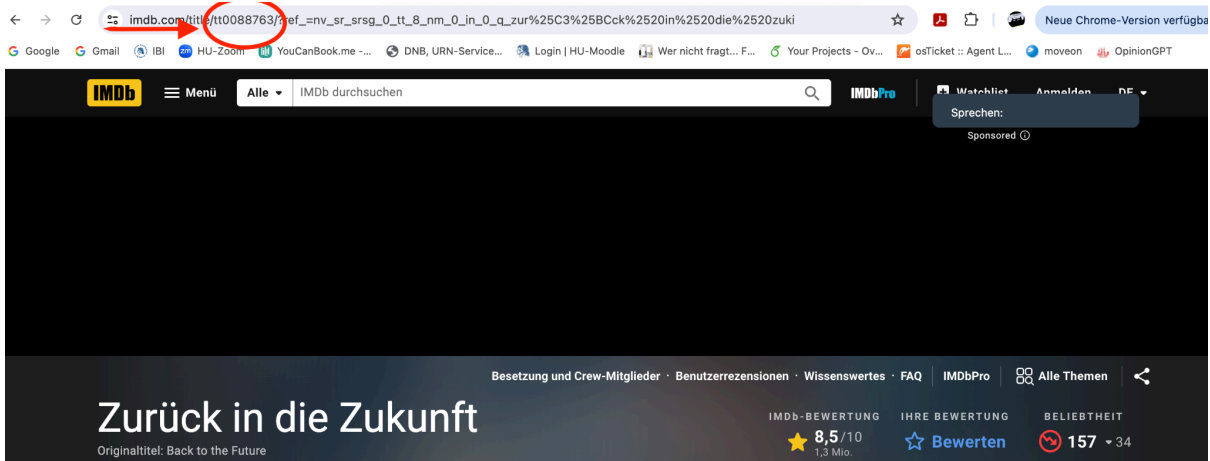 imdb.com/title/tt0088763/?ref_=nv_sr_srsg_0_tt_8_nm_0_in_0_q_zur%25C3%25BCck%2520in%2520die%2520zuki
Neue Chrome-Version verfügba
Google Gmail IBI HU-Zoom YouCanBook.me -... DNB, URN-Service... Login | HU-Moodle Wer nicht fragt... F... Your Projects - Ov... osTicket :: Agent L... moveon OpinionGPT
IMDb Menü Alle IMDb durchsuchen IMDbPro Watchlist Anmelden DE
Sprechen:
Sponsored
Besetzung und Crew-Mitglieder · Benutzerrezensionen · Wissenswertes · FAQ IMDbPro Alle Themen
Zurück in die Zukunft
Originaltitel: Back to the Future
IMDb-BEWERTUNG IHRE BEWERTUNG BELIEBTHEIT
8,5/10 Bewerten 157 34
1,3 Mio.